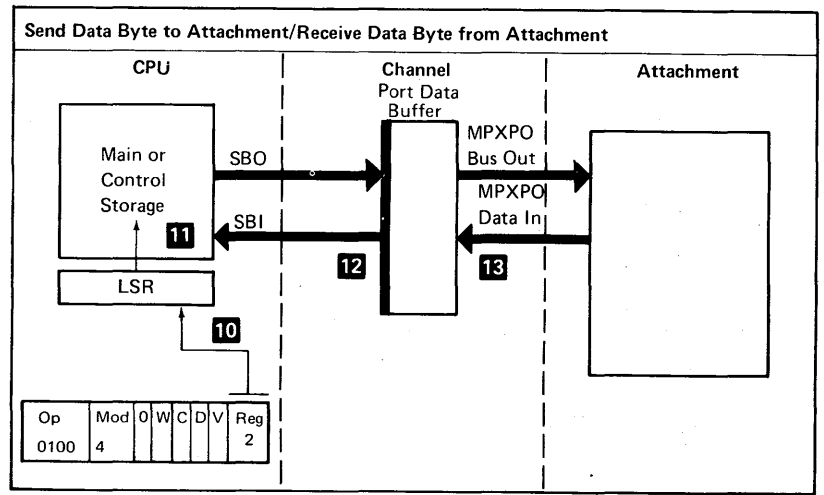 Send Data Byte to Attachment/Receive Data Byte from Attachment
CPU
Channel
Attachment
Port Data
Buffer
Main or
Control
Storage
11
SBO
SBI
MPXPO
Bus Out
MPXPO
Data In
12
13
LSR
10
Op
0100
Mod
4
0
W
C
D
V
Reg
2